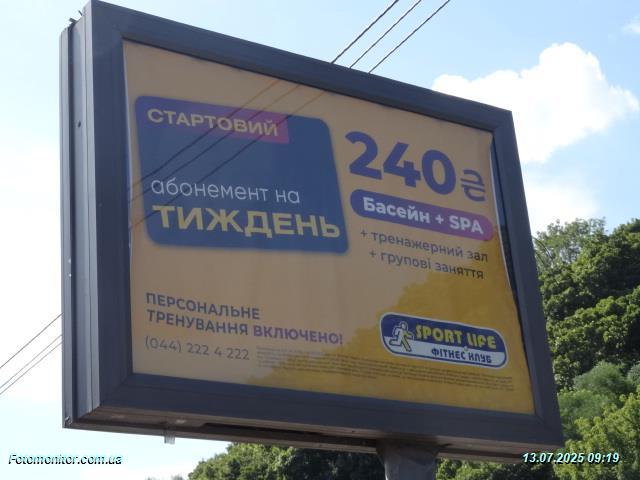 СТАРТОВИЙ
абонемент на
ТИЖДЕНЬ
240₴
Басейн + SPA
+ тренажерний зал
+ групові заняття
ПЕРСОНАЛЬНЕ
ТРЕНУВАННЯ ВКЛЮЧЕНО!
(044) 222 4 222
SPORT LIFE
ФІТНЕС КЛУБ
Fotomonitor.com.ua
13.07.2025 09:19